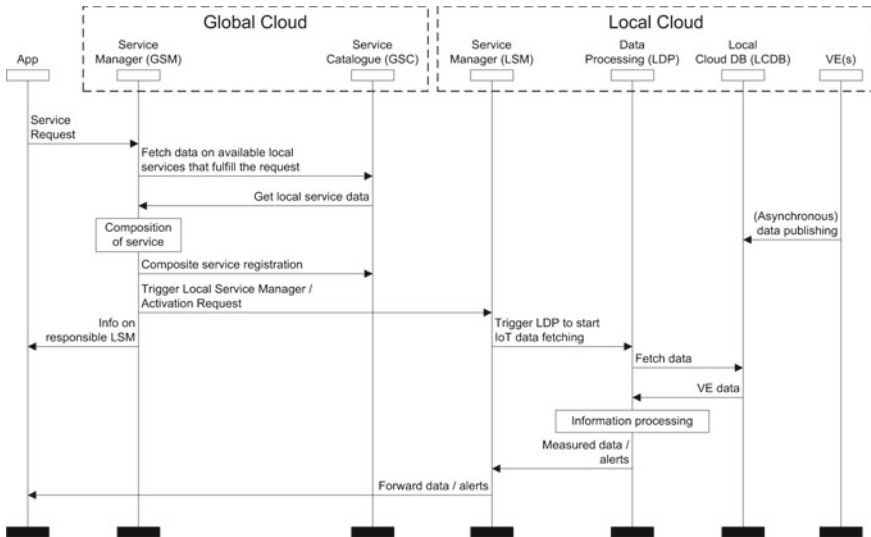 Global Cloud
Local Cloud
App
Service
Manager (GSM)
Service
Catalogue (GSC)
Service
Manager (LSM)
Data
Processing (LDP)
Local
Cloud DB (LCDB)
VE(s)
Service
Request
Fetch data on available local
services that fulfill the request
Get local service data
(Asynchronous)
data publishing
Composition
of service
Composite service registration
Trigger Local Service Manager /
Activation Request
Info on
responsible LSM
Trigger LDP to start
IoT data fetching
Fetch data
VE data
Information processing
Measured data /
alerts
Forward data / alerts